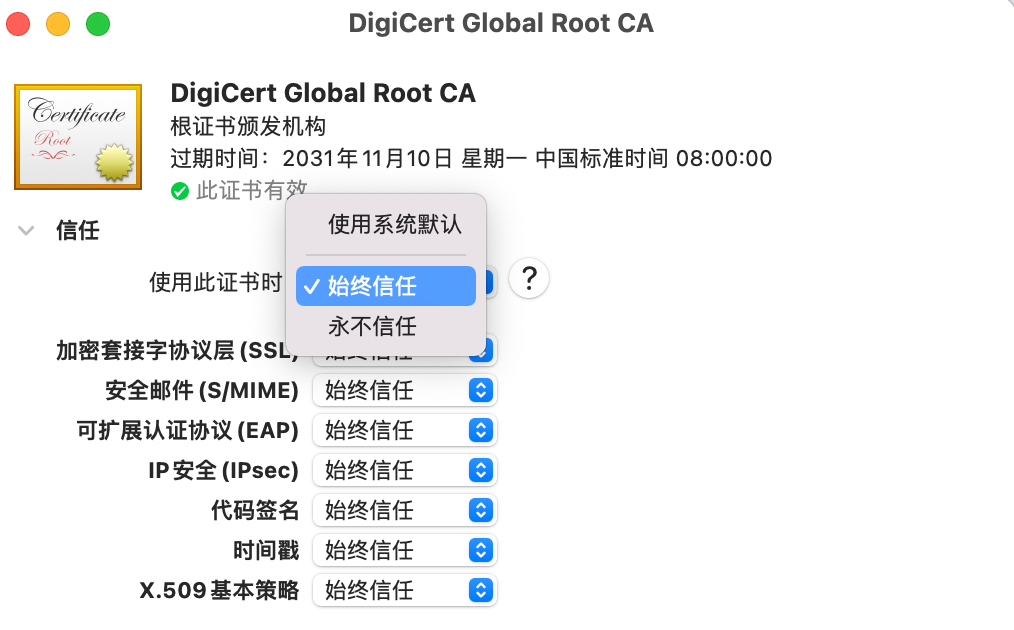 DigiCert Global Root CA
Certificate
Root
DigiCert Global Root CA
根证书颁发机构
过期时间：2031年11月10日 星期一 中国标准时间 08:00:00
此证书有效
信任
使用系统默认
使用此证书时
始终信任
?
永不信任
加密套接字协议层 (SSL) 始终信任
安全邮件 (S/MIME) 始终信任
可扩展认证协议 (EAP) 始终信任
IP 安全 (IPsec) 始终信任
代码签名 始终信任
时间戳 始终信任
X.509 基本策略 始终信任